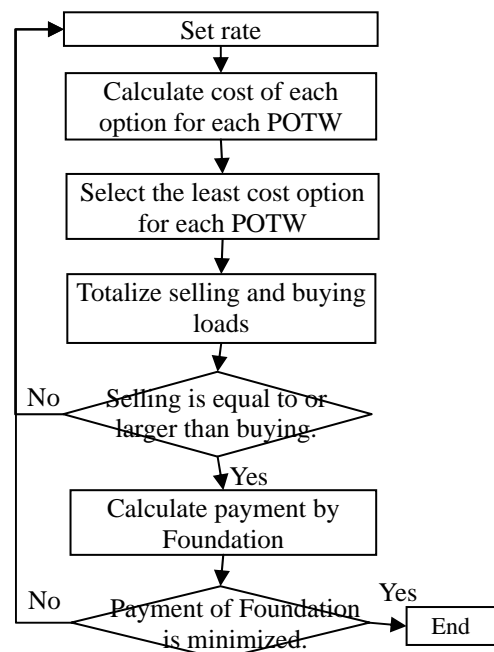 Set rate
Calculate cost of each
option for each POTW
Select the least cost option
for each POTW
Totalize selling and buying
loads
No
Selling is equal to or
larger than buying.
Yes
Calculate payment by
Foundation
No
Payment of Foundation
is minimized.
Yes
End